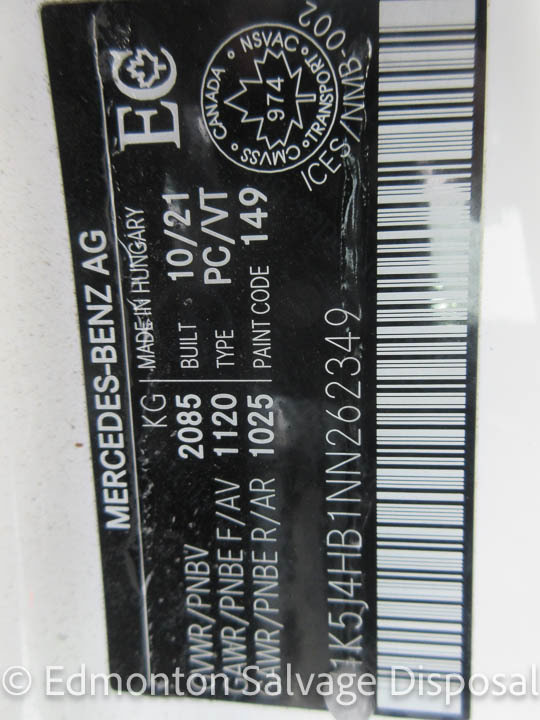 MERCEDES-BENZ AG
KG MADE IN HUNGARY
GVWR/PNBV 2085 BUILT 10/21
GAWR/PNBE F/AV 1120 TYPE PC/VT
GAWR/PNBE R/AR 1025 PAINT CODE 149
EC
CANADA NSVAC TRANSPORT CMVSS
974
ICES/NMB-002
1K5J4HB1NN262349
© Edmonton Salvage Disposal